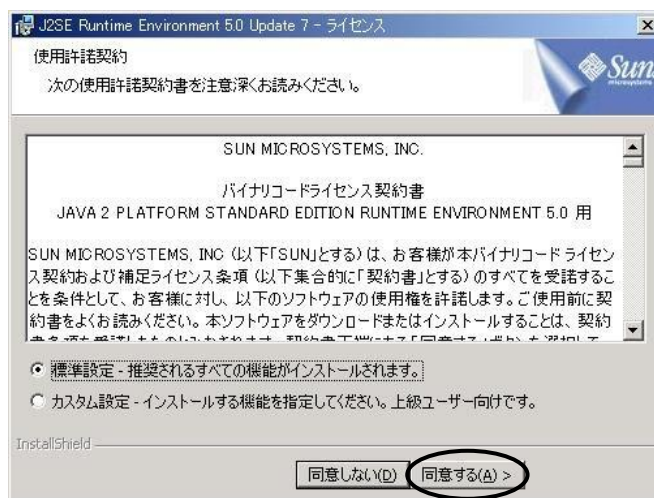 J2SE Runtime Environment 5.0 Update 7 - ライセンス
使用許諾契約
次の使用許諾契約書を注意深くお読みください。
Sun
microsystems
SUN MICROSYSTEMS, INC.
バイナリコードライセンス契約書
JAVA 2 PLATFORM STANDARD EDITION RUNTIME ENVIRONMENT 5.0 用
SUN MICROSYSTEMS, INC (以下「SUN」とする) は、お客様が本バイナリコード ライセン
ス契約および補足ライセンス条項 (以下集合的に「契約書」とする) のすべてを受諾するこ
とを条件として、お客様に対し、以下のソフトウェアの使用権を許諾します。ご使用前に契
約書をよくお読みください。本ソフトウェアをダウンロードまたはインストールすることは、契約
標準設定 - 推奨されるすべての機能がインストールされます。
カスタム設定 - インストールする機能を指定してください。上級ユーザー向けです。
InstallShield
同意しない(D)
同意する(A) >